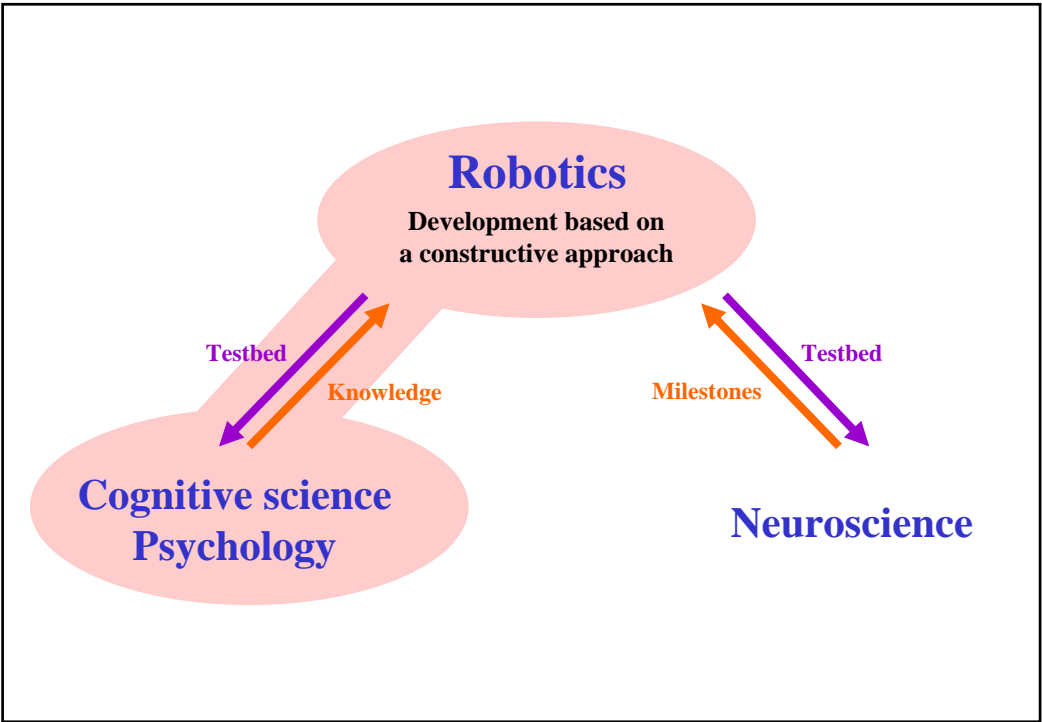 Robotics
Development based on
a constructive approach
Testbed
Knowledge
Milestones
Testbed
Cognitive science
Psychology
Neuroscience